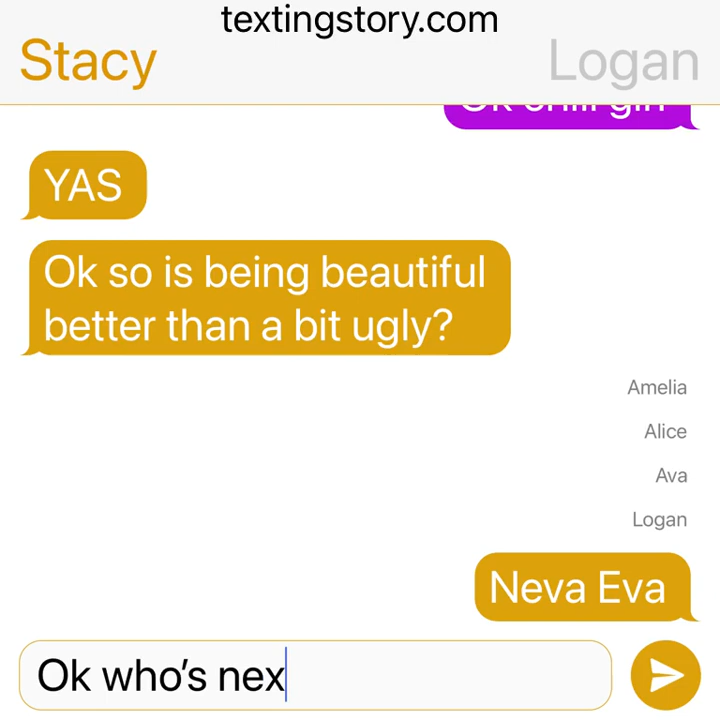 textingstory.com
Stacy
Logan
YAS
Ok so is being beautiful
better than a bit ugly?
Amelia
Alice
Ava
Logan
Neva Eva
Ok who's nex